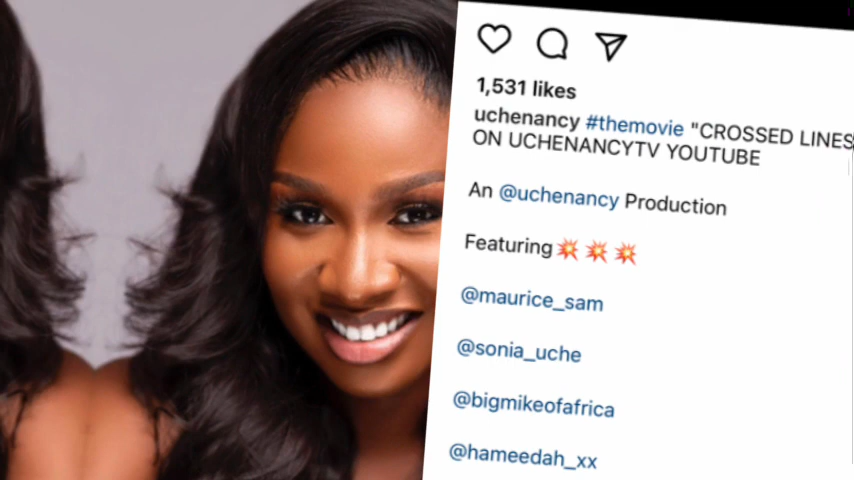 1,531 likes
uchenancy #themovie "CROSSED LINES
ON UCHENANCYTV YOUTUBE
An @uchenancy Production
Featuring💥💥💥
@maurice_sam
@sonia_uche
@bigmikeofafrica
@hameedah_xx